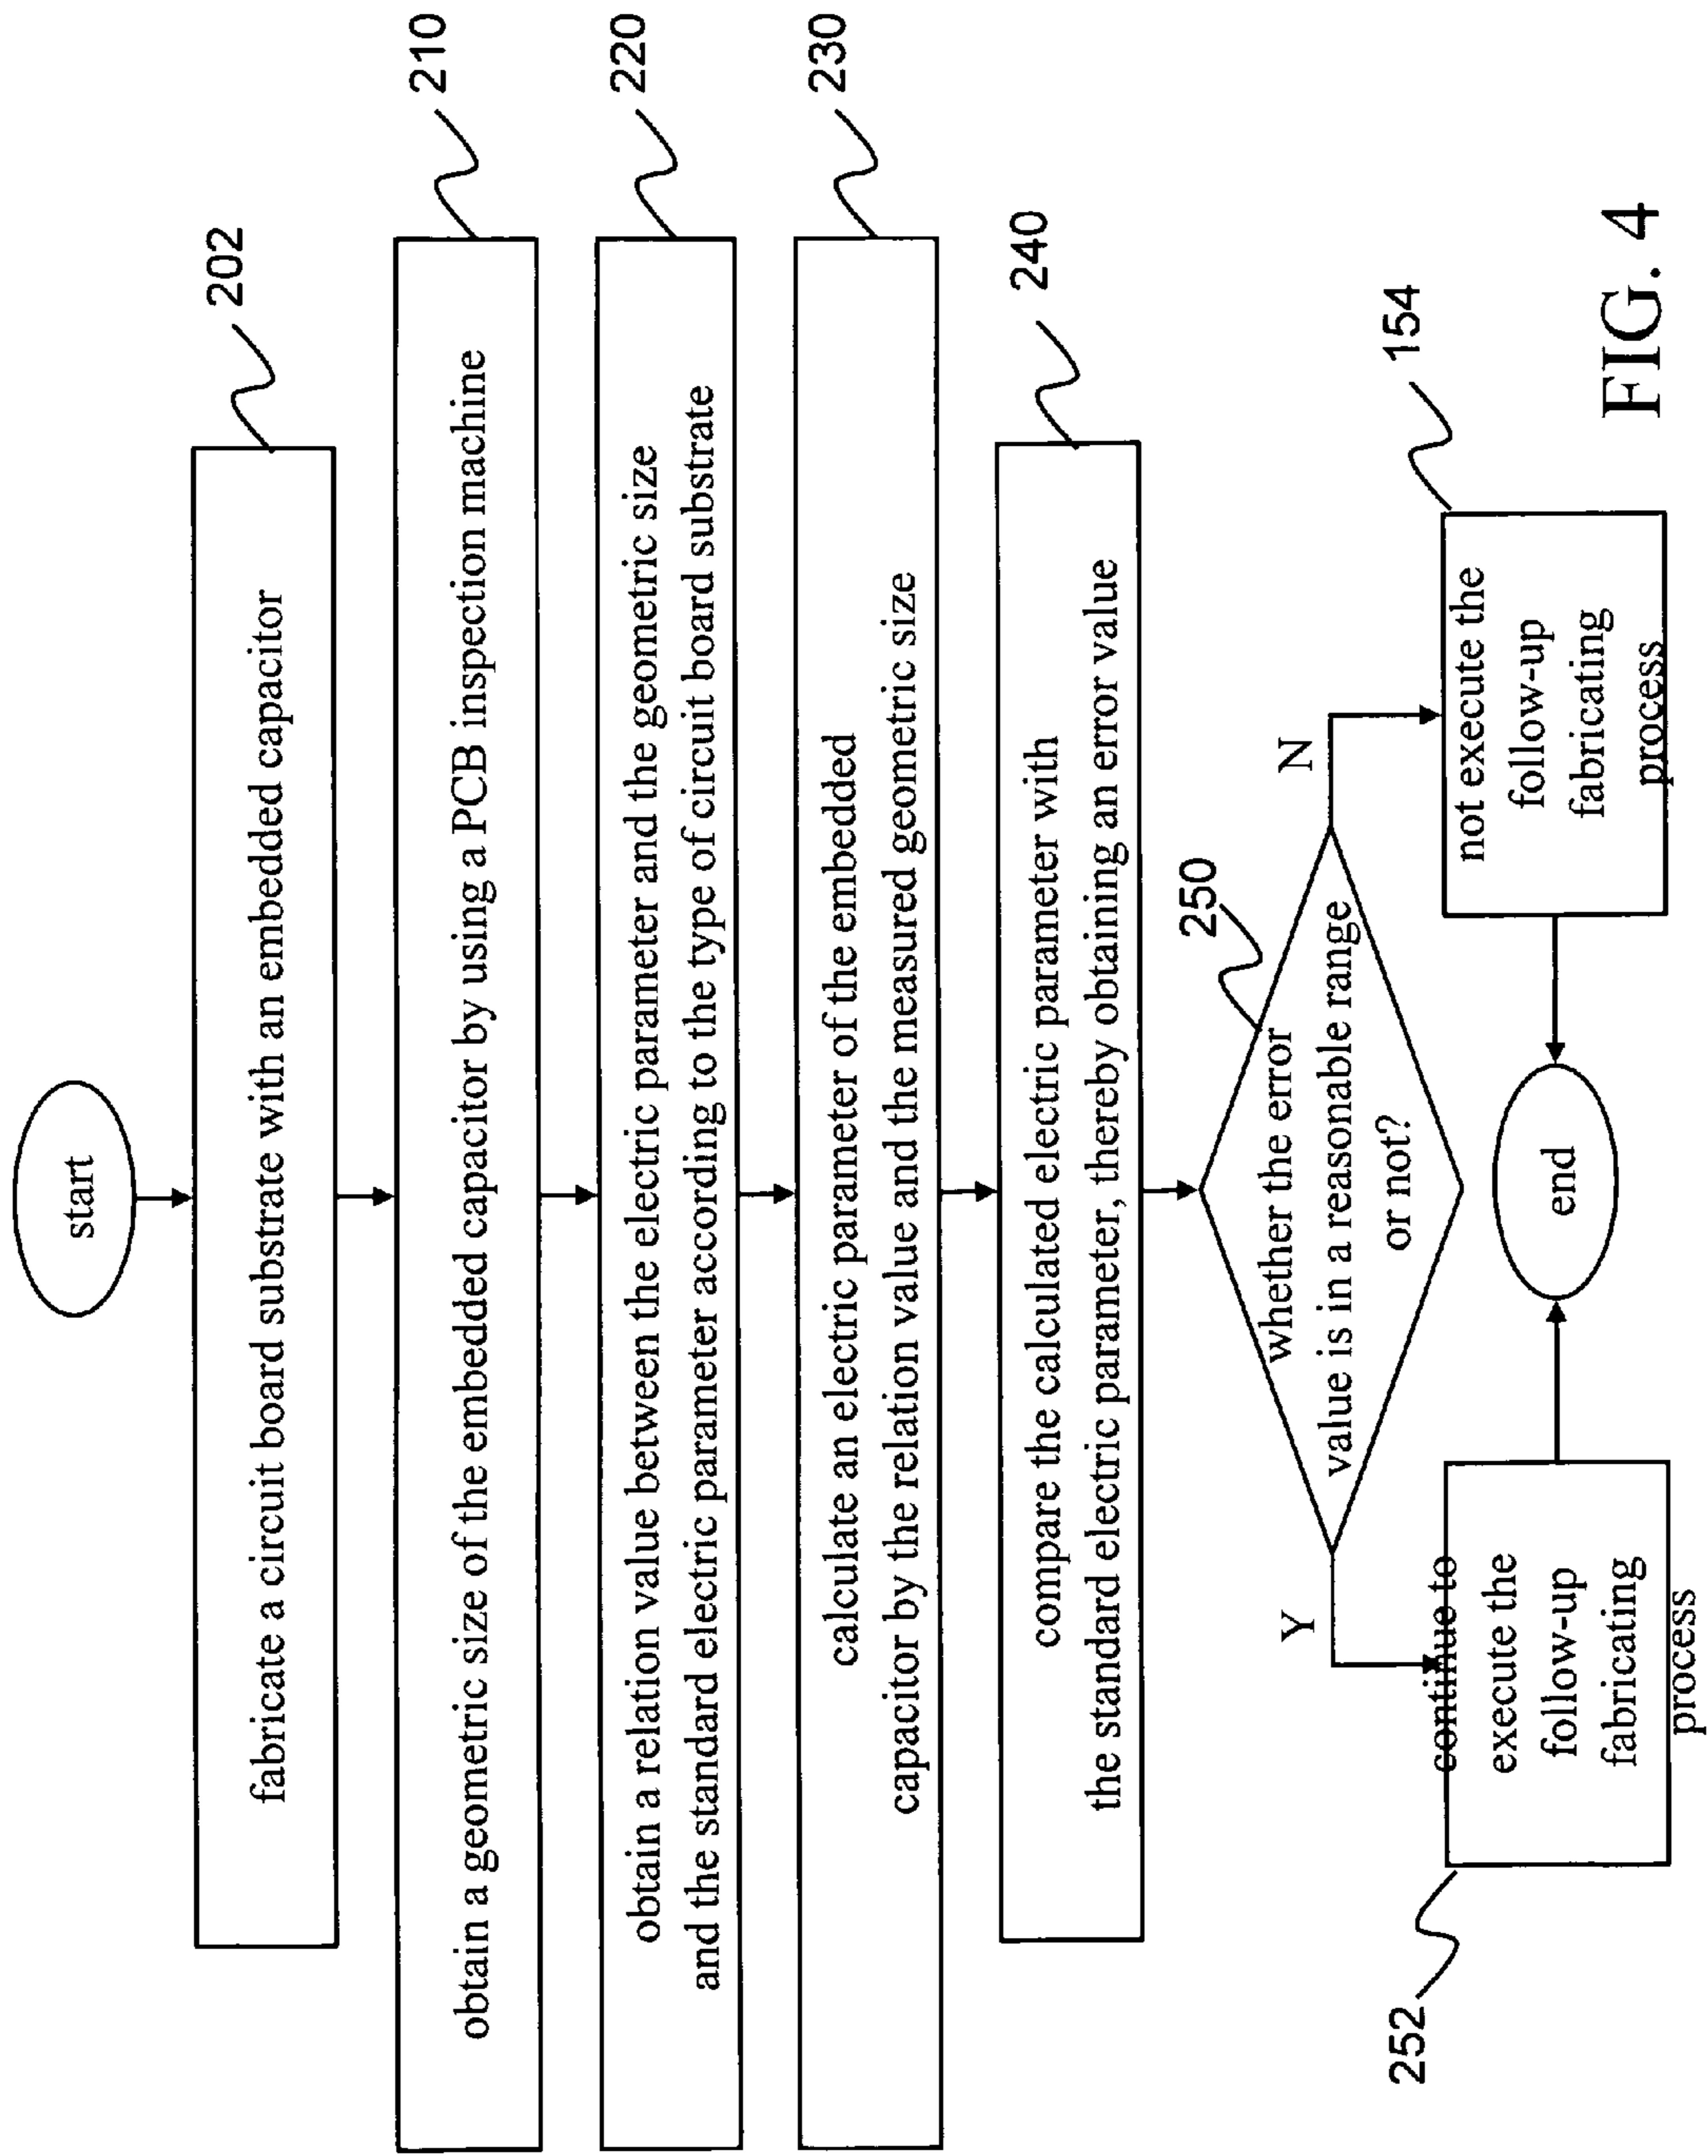 start
202
fabricate a circuit board substrate with an embedded capacitor
210
obtain a geometric size of the embedded capacitor by using a PCB inspection machine
220
obtain a relation value between the electric parameter and the geometric size
and the standard electric parameter according to the type of circuit board substrate
230
calculate an electric parameter of the embedded
capacitor by the relation value and the measured geometric size
240
compare the calculated electric parameter with
the standard electric parameter, thereby obtaining an error value
250
whether the error
value is in a reasonable range
or not?
Y
N
252
continue to
execute the
follow-up
fabricating
process
end
154
not execute the
follow-up
fabricating
process
FIG. 4